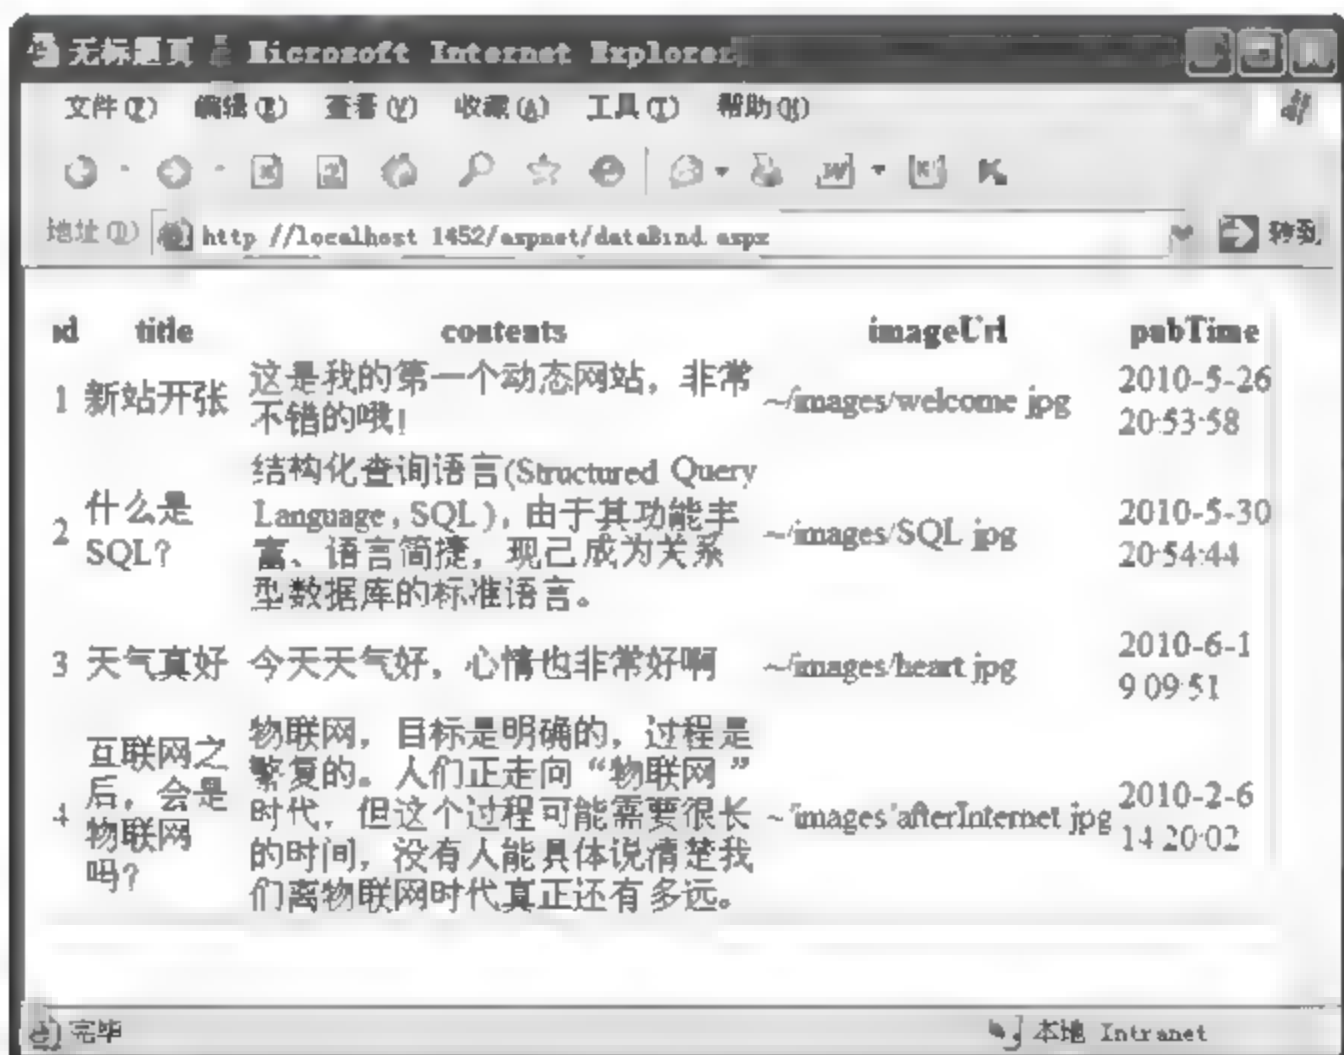 无标题页 - Microsoft Internet Explorer
文件(F) 编辑(E) 查看(V) 收藏(A) 工具(T) 帮助(H)
地址(D) http://localhost:1452/aspnet/dataBind.aspx 转到
id title contents imageUrl pubTime
1 新站开张 这是我的第一个动态网站，非常
不错的哦！ ~/images/welcome.jpg 2010-5-26
20:53:58
2 什么是
SQL? 结构化查询语言(Structured Query
Language，SQL)，由于其功能丰
富、语言简捷，现已成为关系
型数据库的标准语言。 ~/images/SQL.jpg 2010-5-30
20:54:44
3 天气真好 今天天气好，心情也非常好啊 ~/images/heart.jpg 2010-6-1
9:09:51
4 互联网之
后，会是
物联网
吗? 物联网，目标是明确的，过程是
繁复的。人们正走向“物联网”
时代，但这个过程可能需要很长
的时间，没有人能具体说清楚我
们离物联网时代真正还有多远。 ~/images/afterInternet.jpg 2010-2-6
14:20:02
完毕 本地 Intranet